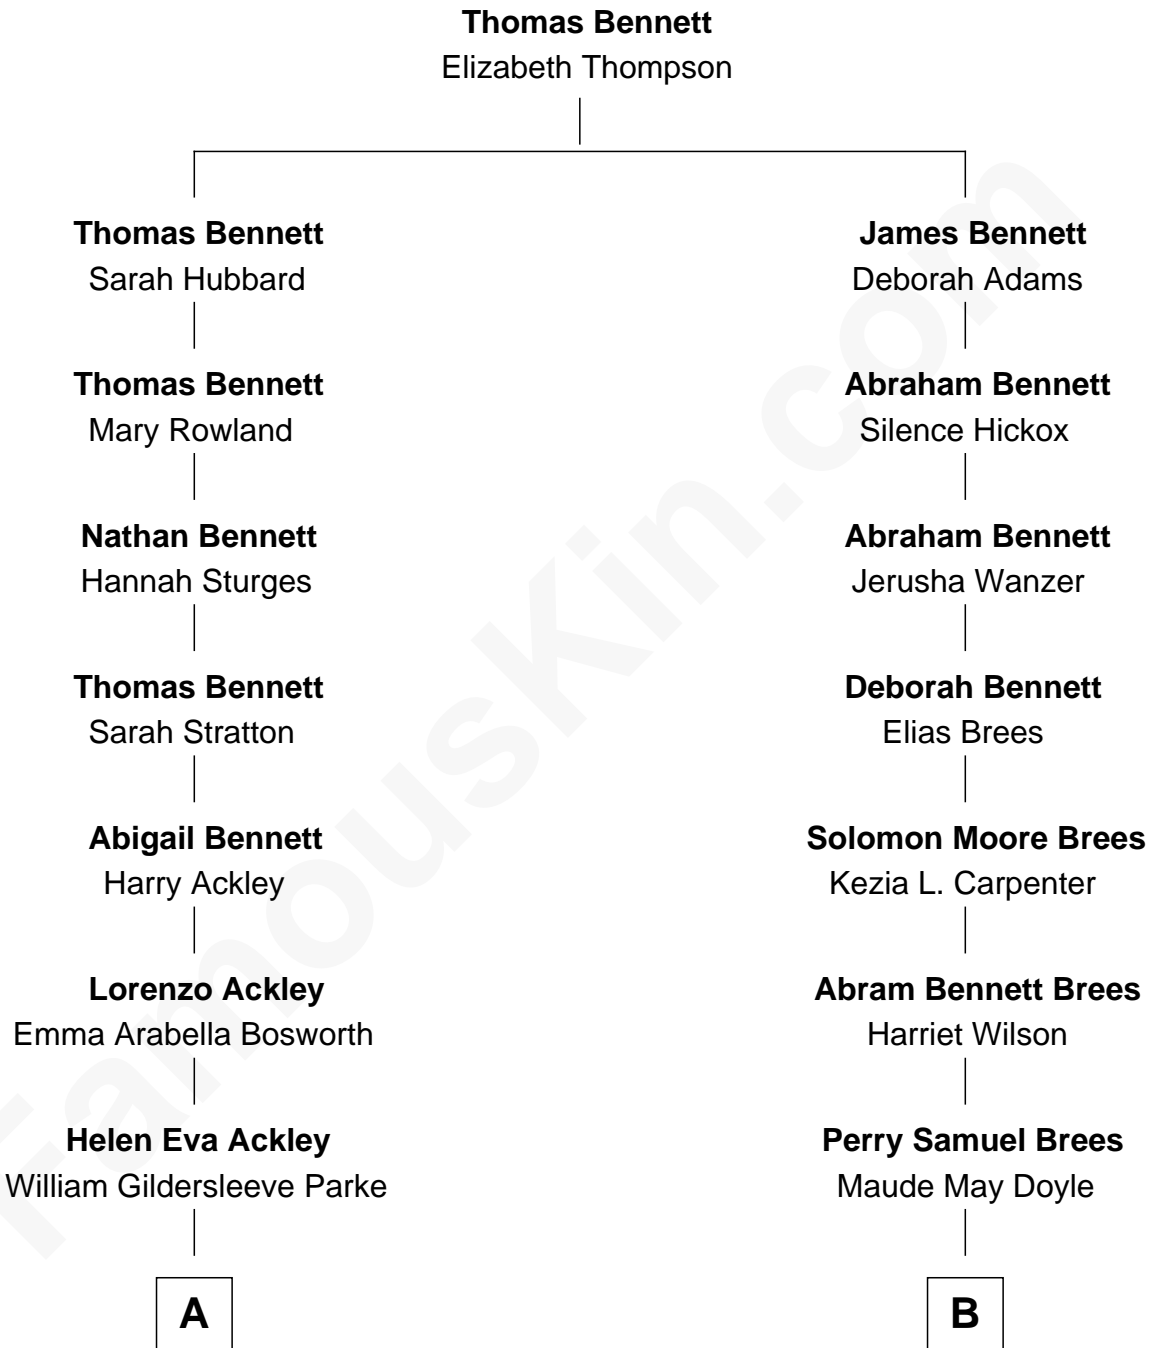 Thomas Bennett
Elizabeth Thompson
Thomas Bennett
Sarah Hubbard
James Bennett
Deborah Adams
Thomas Bennett
Mary Rowland
Abraham Bennett
Silence Hickox
Nathan Bennett
Hannah Sturges
Abraham Bennett
Jerusha Wanzer
Thomas Bennett
Sarah Stratton
Deborah Bennett
Elias Brees
Abigail Bennett
Harry Ackley
Solomon Moore Brees
Kezia L. Carpenter
Lorenzo Ackley
Emma Arabella Bosworth
Abram Bennett Brees
Harriet Wilson
Helen Eva Ackley
William Gildersleeve Parke
Perry Samuel Brees
Maude May Doyle
A
B
FamousKin.com